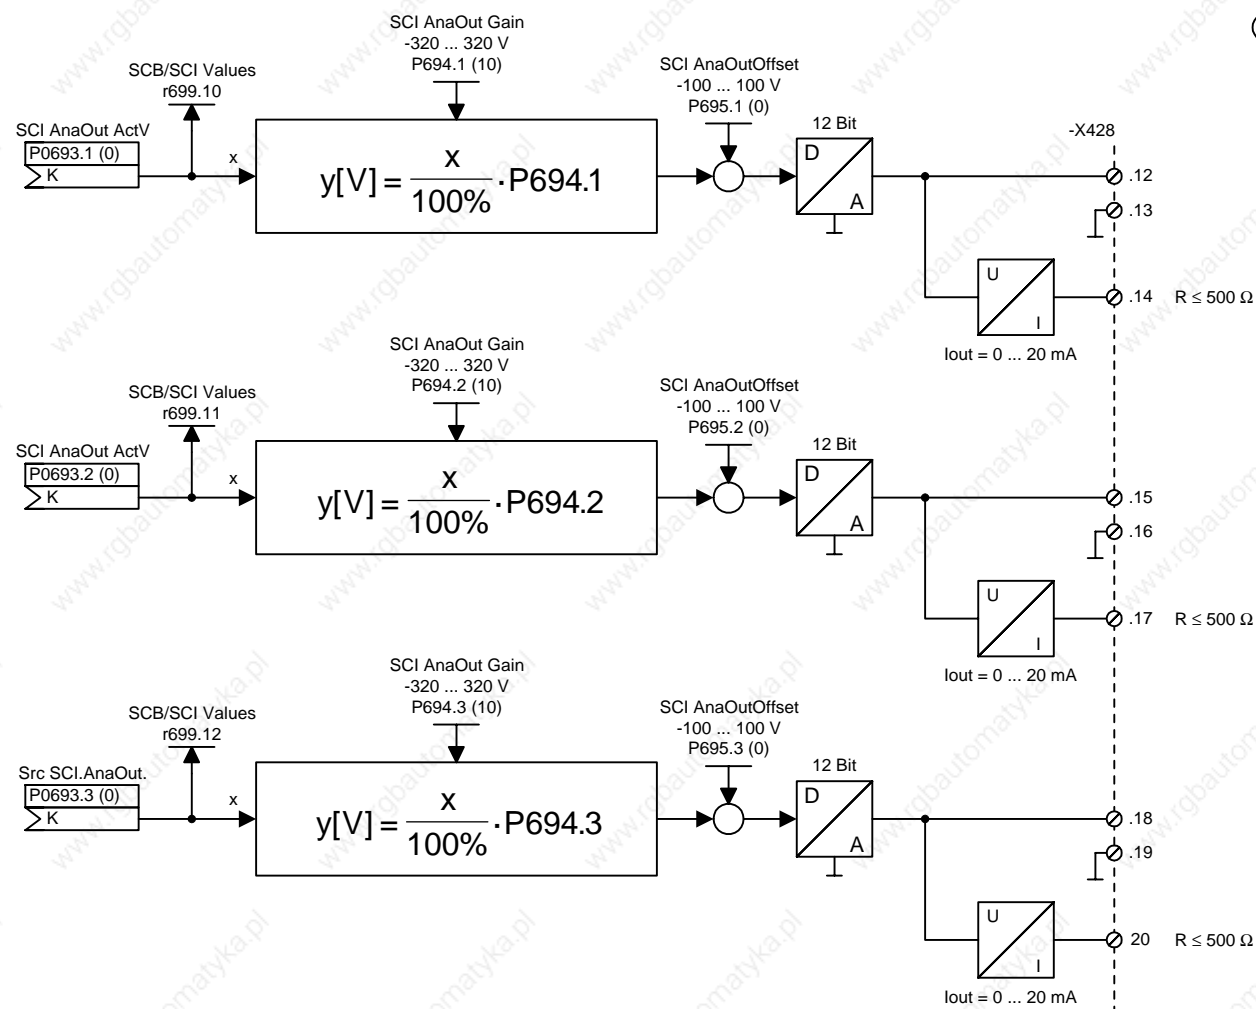 SCI AnaOut Gain
-320 ... 320 V
P694.1 (10)
SCB/SCI Values
r699.10
SCI AnaOutOffset
-100 ... 100 V
P695.1 (0)
SCI AnaOut ActV
P0693.1 (0)
K
x
y[V] = x/100% · P694.1
12 Bit
D
A
-X428
.12
.13
U
I
.14 R ≤ 500 Ω
Iout = 0 ... 20 mA
SCI AnaOut Gain
-320 ... 320 V
P694.2 (10)
SCB/SCI Values
r699.11
SCI AnaOutOffset
-100 ... 100 V
P695.2 (0)
SCI AnaOut ActV
P0693.2 (0)
K
x
y[V] = x/100% · P694.2
12 Bit
D
A
.15
.16
U
I
.17 R ≤ 500 Ω
Iout = 0 ... 20 mA
SCI AnaOut Gain
-320 ... 320 V
P694.3 (10)
SCB/SCI Values
r699.12
SCI AnaOutOffset
-100 ... 100 V
P695.3 (0)
Src SCI.AnaOut.
P0693.3 (0)
K
x
y[V] = x/100% · P694.3
12 Bit
D
A
.18
.19
U
I
20 R ≤ 500 Ω
Iout = 0 ... 20 mA
www.rgbautomatyka.pl